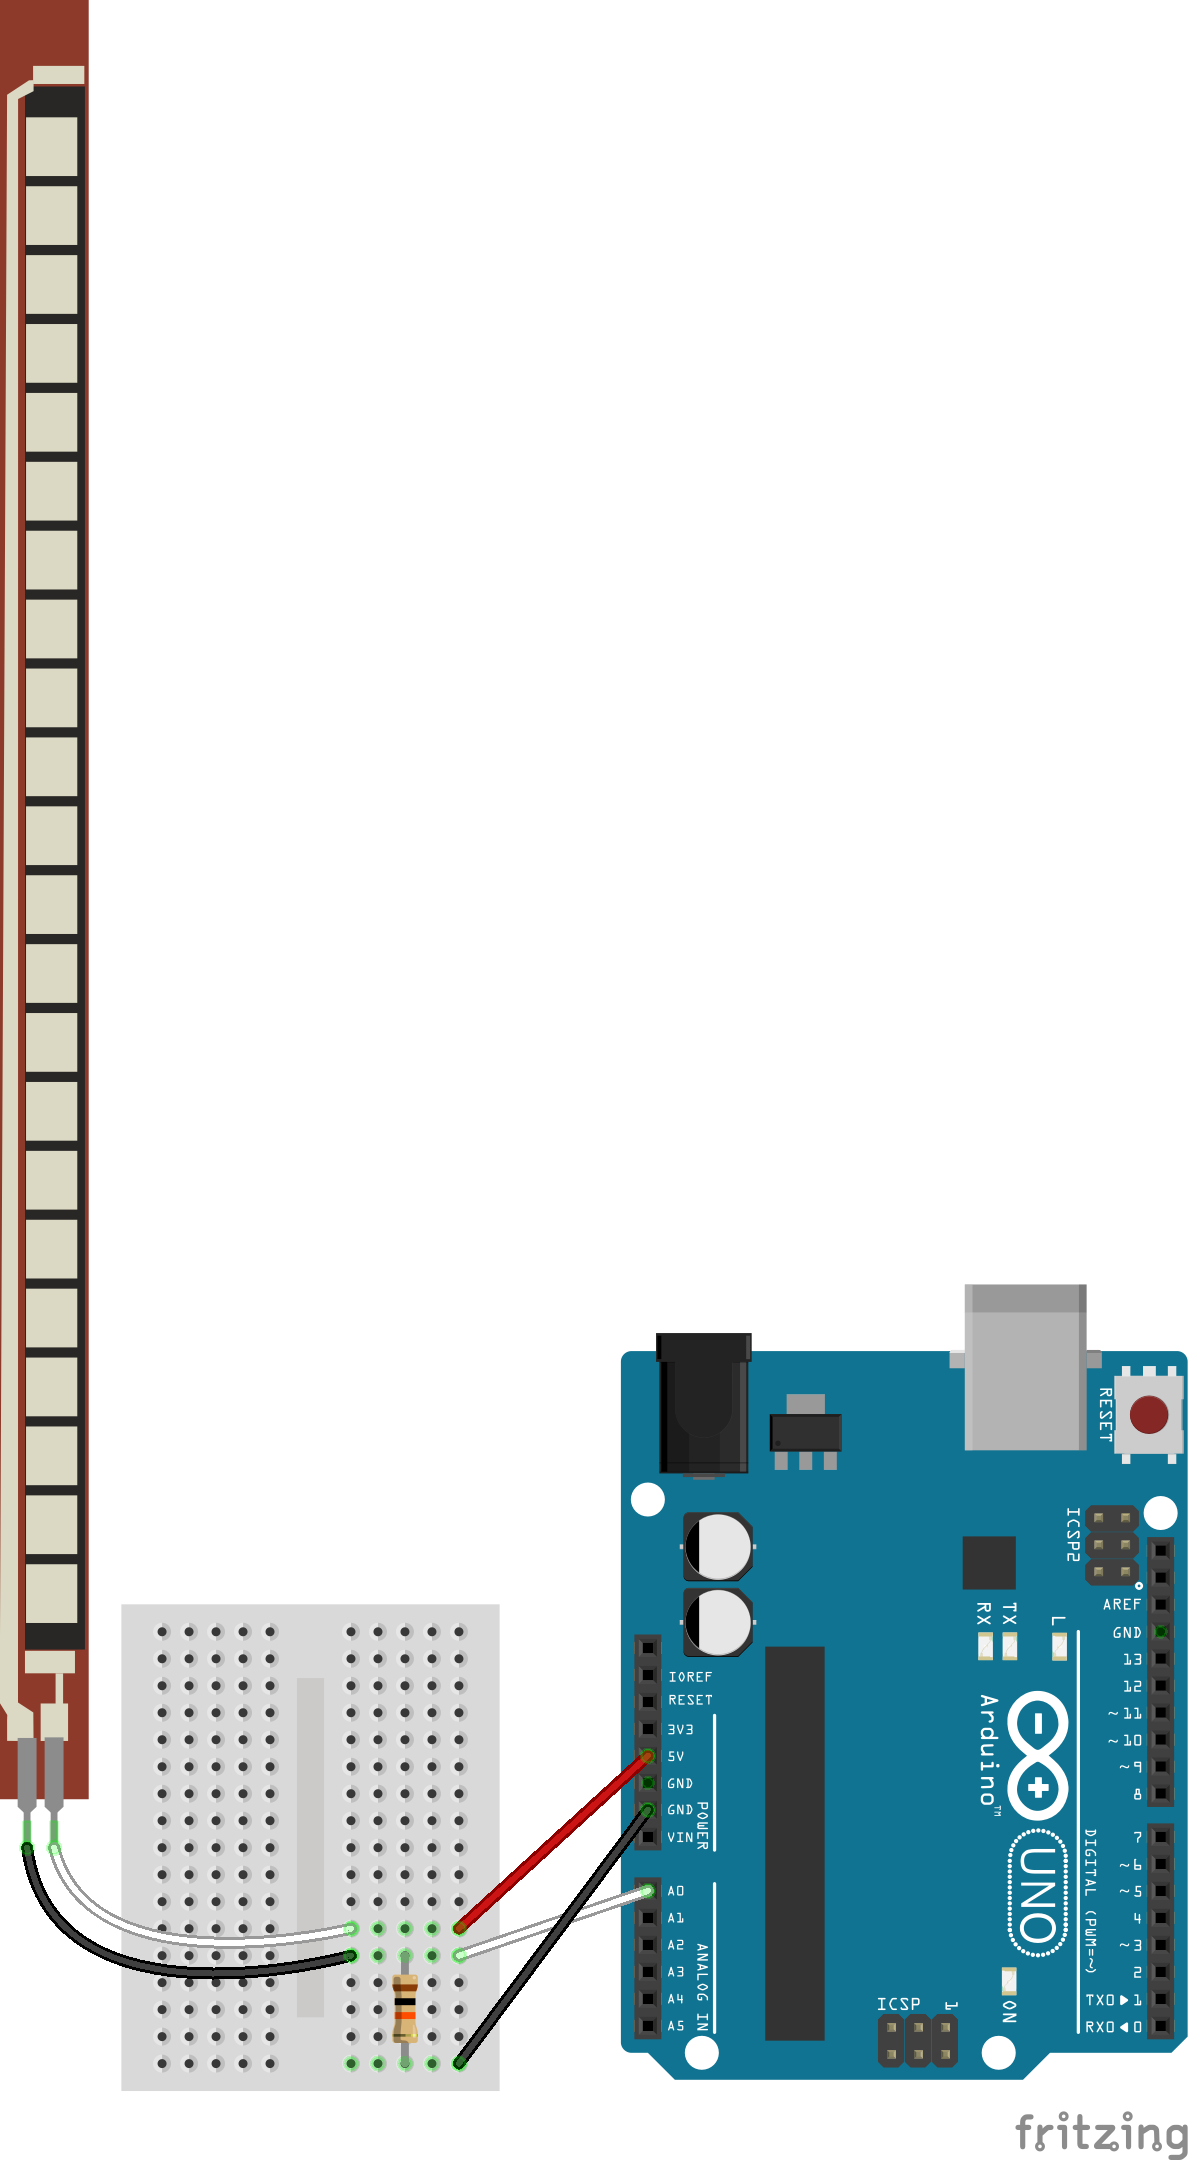 RESET
ICSP2
AREF
GND
13
12
~11
~10
~9
8
7
~6
~5
4
~3
2
TX0▶1
RX0◀0
RX
TX
L
IOREF
RESET
3V3
5V
GND
GND
VIN
POWER
A0
A1
A2
A3
A4
A5
ANALOG IN
Arduino™
UNO
DIGITAL (PWM=~)
ON
ICSP
1
fritzing